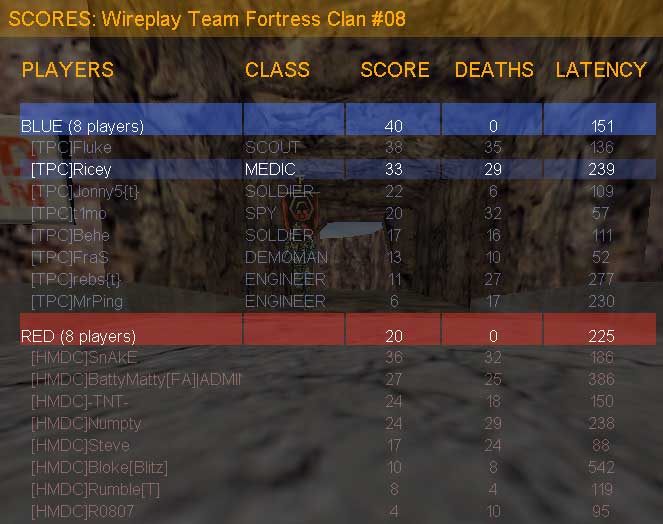 SCORES: Wireplay Team Fortress Clan #08
PLAYERS CLASS SCORE DEATHS LATENCY
BLUE (8 players) 40 0 151
[TPC]Fluke SCOUT 38 35 136
[TPC]Ricey MEDIC 33 29 239
[TPC]Jonny5{t} SOLDIER 22 6 109
[TPC]t1mo SPY 20 32 57
[TPC]Behe SOLDIER 17 16 111
[TPC]FraS DEMOMAN 13 10 52
[TPC]rebs{t} ENGINEER 11 27 277
[TPC]MrPing ENGINEER 6 17 230
RED (8 players) 20 0 225
[HMDC]SnAkE 36 32 186
[HMDC]BattyMatty[FA]|ADMI 27 25 386
[HMDC]-TNT- 24 18 150
[HMDC]Numpty 24 29 238
[HMDC]Steve 17 24 88
[HMDC]Bloke[Blitz] 10 8 542
[HMDC]Rumble[T] 8 4 119
[HMDC]R0807 4 10 95